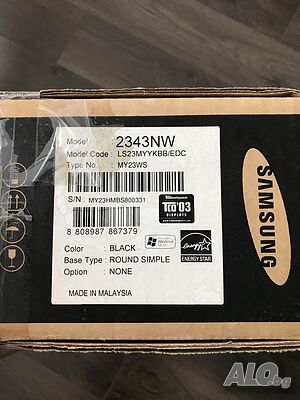 Model : 2343NW
Model Code : LS23MYYKBB/EDC
Type No. : MY23WS
S/N : MY23HMBS800331
TCO'03
DISPLAYS
8 808987 867379
ENERGY STAR
Color : BLACK
Base Type : ROUND SIMPLE
Option : NONE
MADE IN MALAYSIA
SAMSUNG
ALO.bg